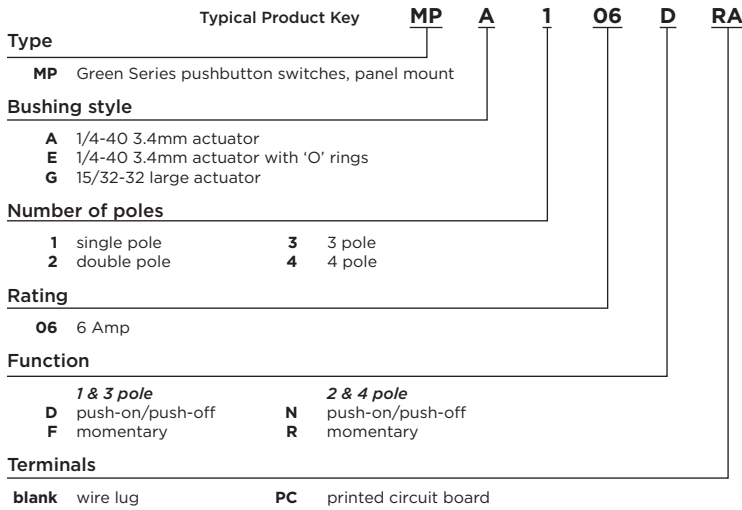 Typical Product Key MP A 1 06 D RA
Type
MP Green Series pushbutton switches, panel mount
Bushing style
A 1/4-40 3.4mm actuator
E 1/4-40 3.4mm actuator with ‘O’ rings
G 15/32-32 large actuator
Number of poles
1 single pole 3 3 pole
2 double pole 4 4 pole
Rating
06 6 Amp
Function
1 & 3 pole 2 & 4 pole
D push-on/push-off N push-on/push-off
F momentary R momentary
Terminals
blank wire lug PC printed circuit board